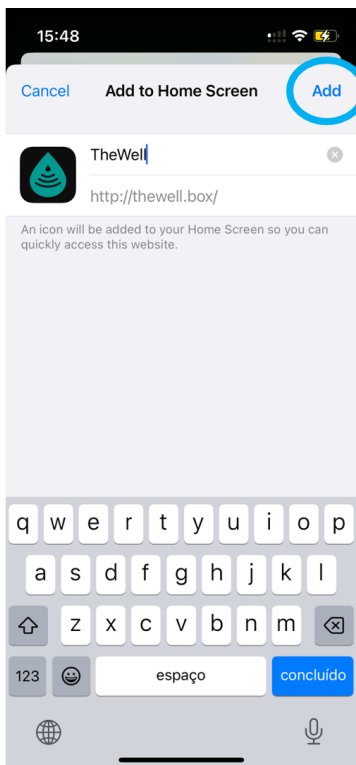 15:48
Cancel Add to Home Screen Add
TheWell
http://thewell.box/
An icon will be added to your Home Screen so you can
quickly access this website.
q w e r t y u i o p
a s d f g h j k l
z x c v b n m
123 espaço concluído